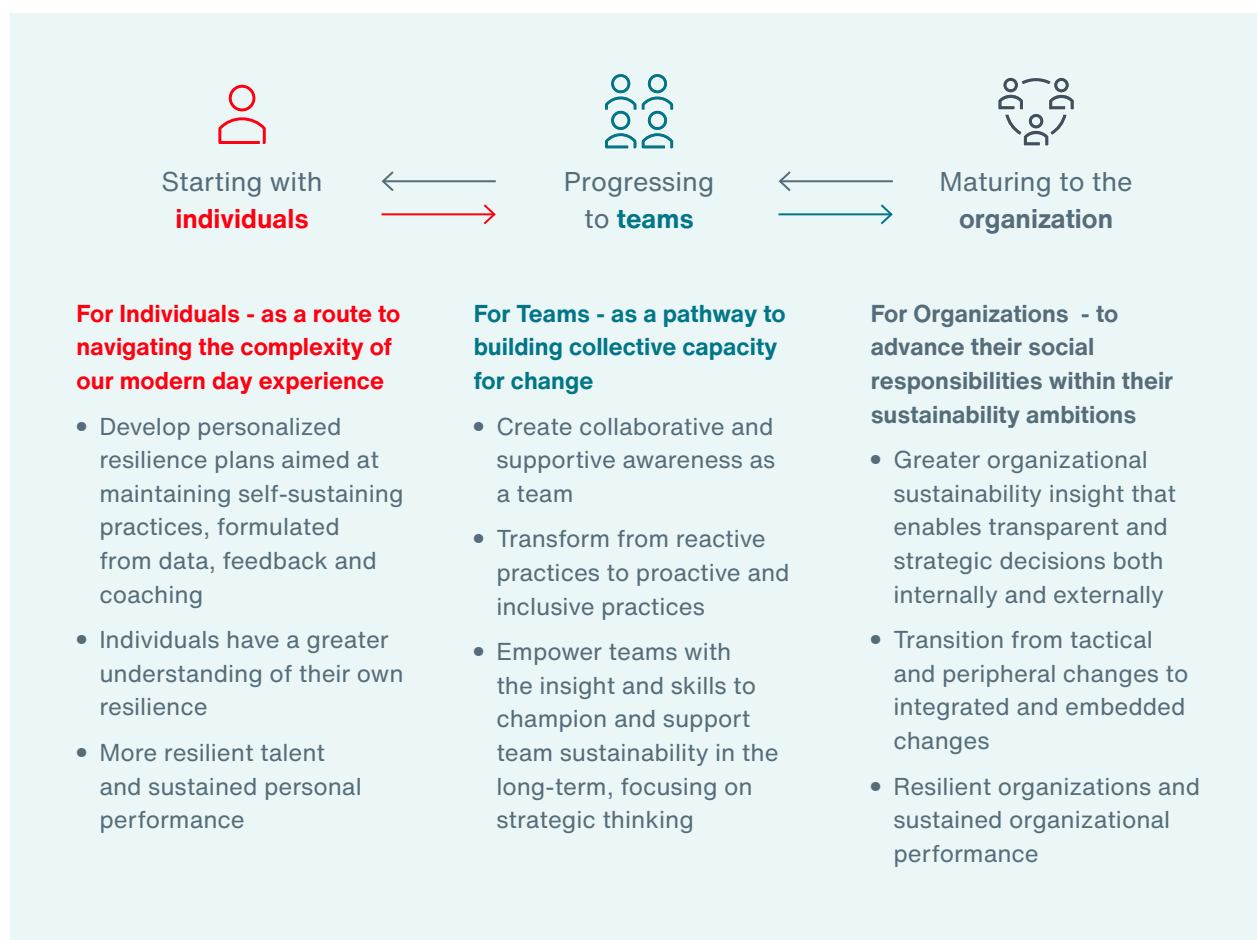 Starting with
individuals
Progressing
to teams
Maturing to the
organization
For Individuals - as a route to
navigating the complexity of
our modern day experience
• Develop personalized
resilience plans aimed at
maintaining self-sustaining
practices, formulated
from data, feedback and
coaching
• Individuals have a greater
understanding of their own
resilience
• More resilient talent
and sustained personal
performance
For Teams - as a pathway to
building collective capacity
for change
• Create collaborative and
supportive awareness as
a team
• Transform from reactive
practices to proactive and
inclusive practices
• Empower teams with
the insight and skills to
champion and support
team sustainability in the
long-term, focusing on
strategic thinking
For Organizations - to
advance their social
responsibilities within their
sustainability ambitions
• Greater organizational
sustainability insight that
enables transparent and
strategic decisions both
internally and externally
• Transition from tactical
and peripheral changes to
integrated and embedded
changes
• Resilient organizations and
sustained organizational
performance